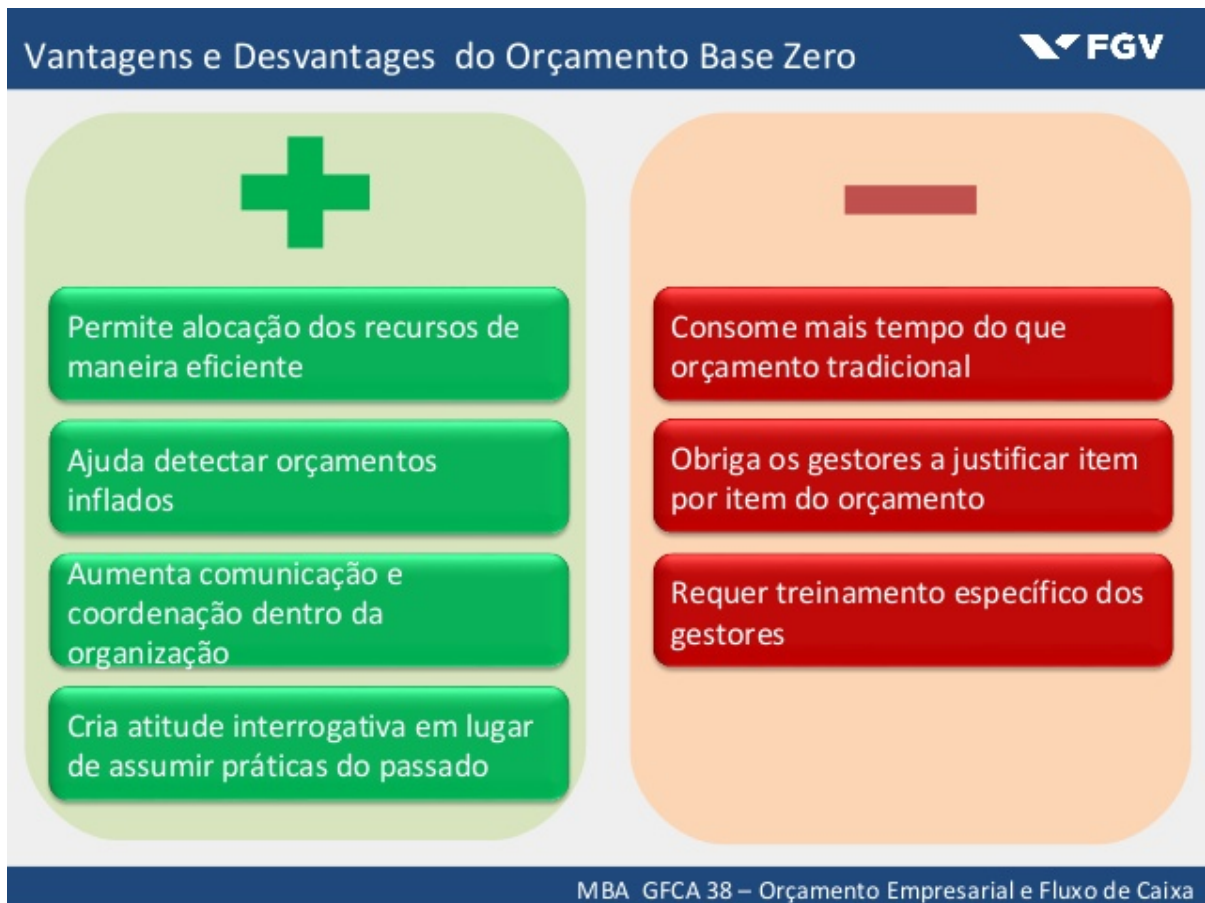 Vantagens e Desvantages do Orçamento Base Zero
FGV
Permite alocação dos recursos de
maneira eficiente
Ajuda detectar orçamentos
inflados
Aumenta comunicação e
coordenação dentro da
organização
Cria atitude interrogativa em lugar
de assumir práticas do passado
Consome mais tempo do que
orçamento tradicional
Obriga os gestores a justificar item
por item do orçamento
Requer treinamento específico dos
gestores
MBA GFCA 38 – Orçamento Empresarial e Fluxo de Caixa